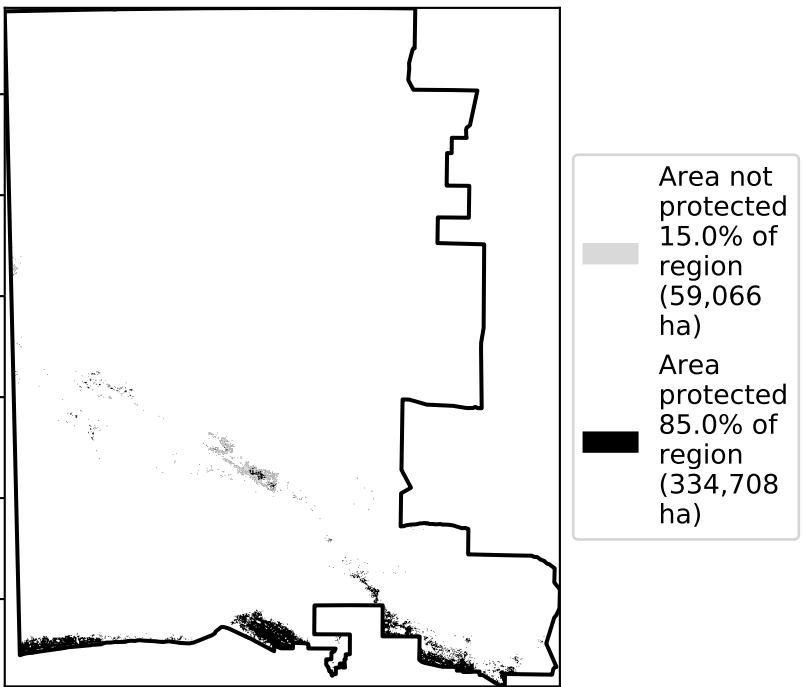 Area not
protected
15.0% of
region
(59,066
ha)
Area
protected
85.0% of
region
(334,708
ha)